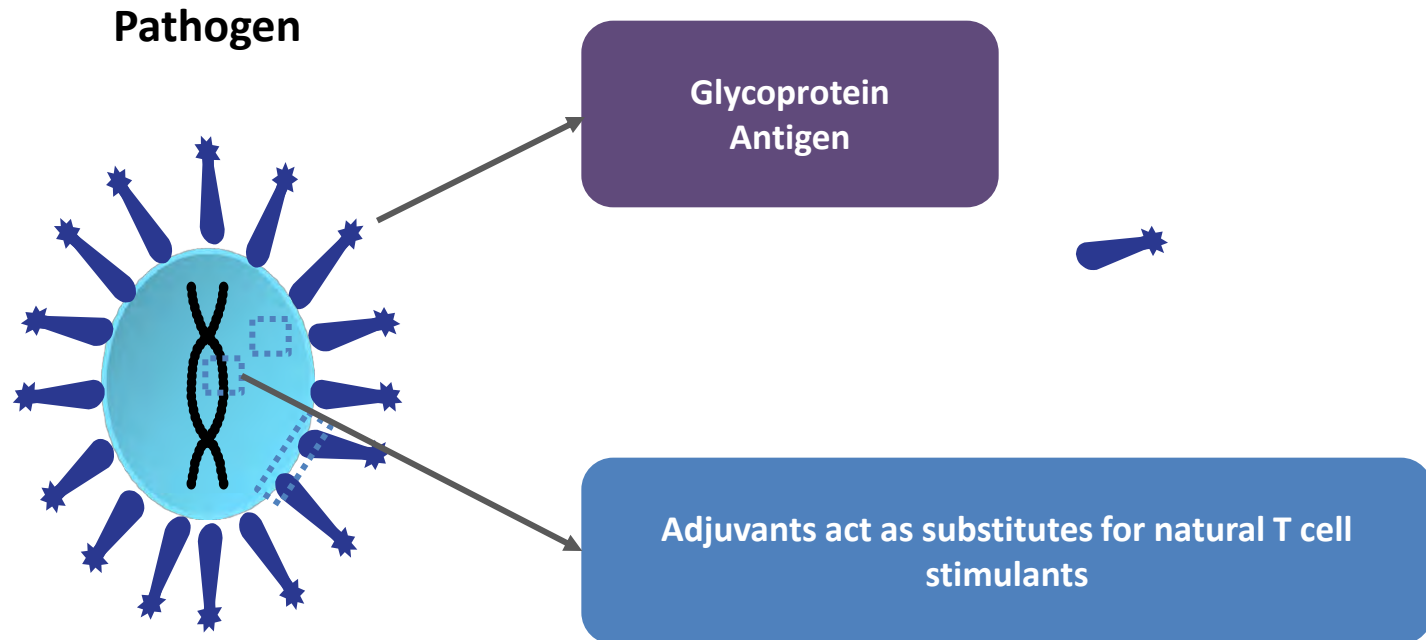 Pathogen
Glycoprotein
Antigen
Adjuvants act as substitutes for natural T cell
stimulants